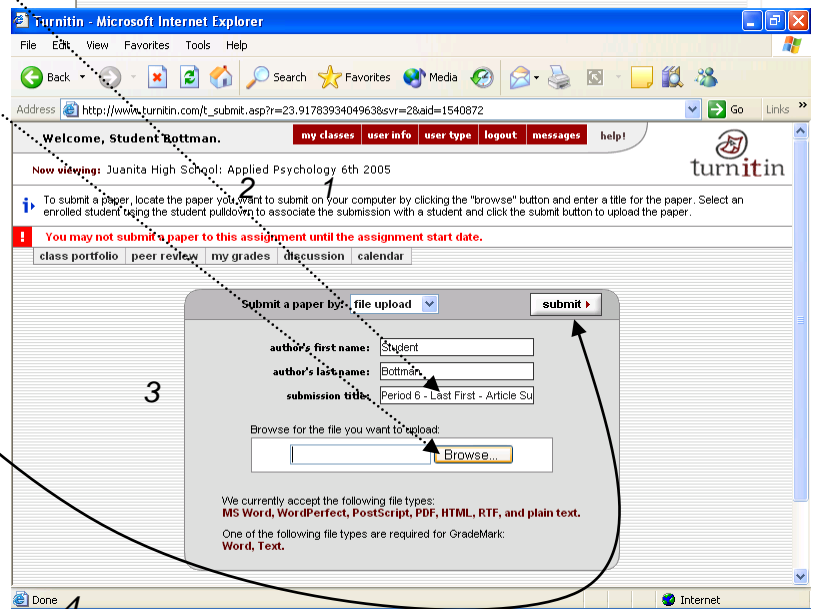 Turnitin - Microsoft Internet Explorer
File Edit View Favorites Tools Help
Back Search Favorites Media
Address http://www.turnitin.com/t_submit.asp?r=23.9178393404963&svr=2&aid=1540872 Go Links »
Welcome, Student Bottman. my classes user info user type logout messages help!
turnitin
Now viewing: Juanita High School: Applied Psychology 6th 2005
2 1
i To submit a paper, locate the paper you want to submit on your computer by clicking the "browse" button and enter a title for the paper. Select an
enrolled student using the student pulldown to associate the submission with a student and click the submit button to upload the paper.
! You may not submit a paper to this assignment until the assignment start date.
class portfolio peer review my grades discussion calendar
Submit a paper by: file upload submit
author's first name: Student
author's last name: Bottman
3
submission title: Period 6 - Last First - Article Su
Browse for the file you want to upload:
Browse...
We currently accept the following file types:
MS Word, WordPerfect, PostScript, PDF, HTML, RTF, and plain text.
One of the following file types are required for GradeMark:
Word, Text.
Done Internet
4